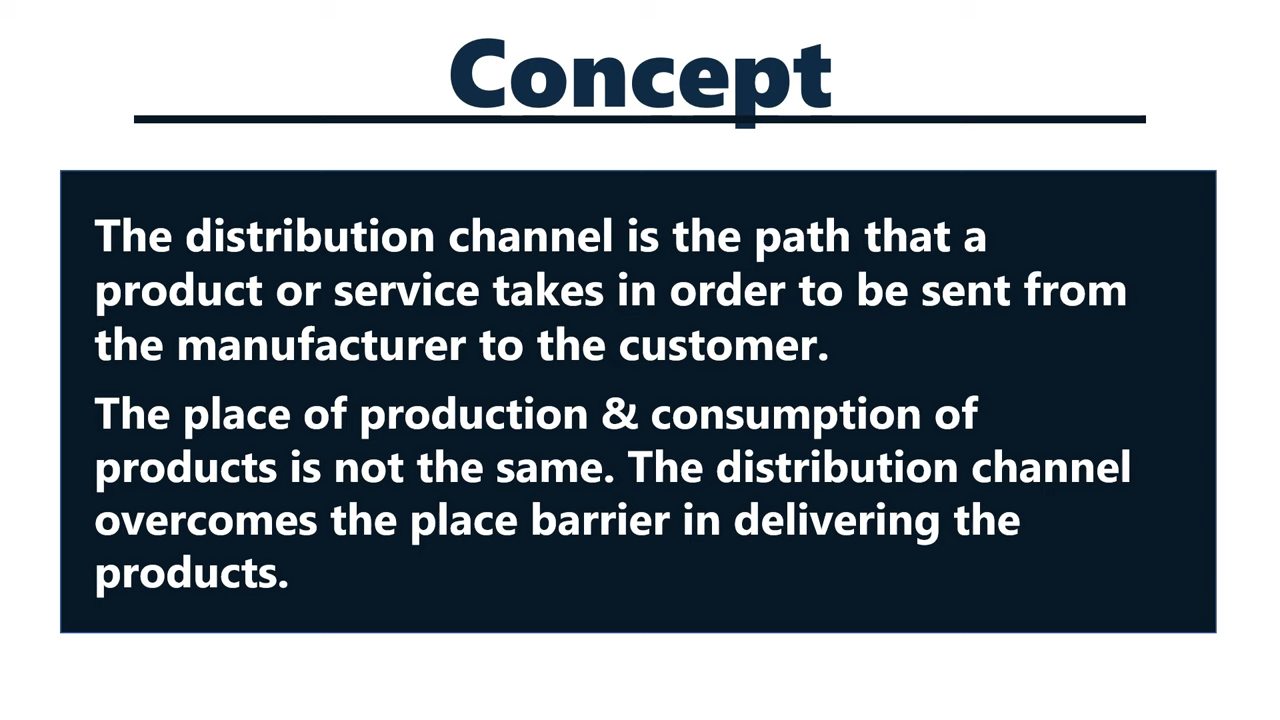 Concept
The distribution channel is the path that a
product or service takes in order to be sent from
the manufacturer to the customer.
The place of production & consumption of
products is not the same. The distribution channel
overcomes the place barrier in delivering the
products.